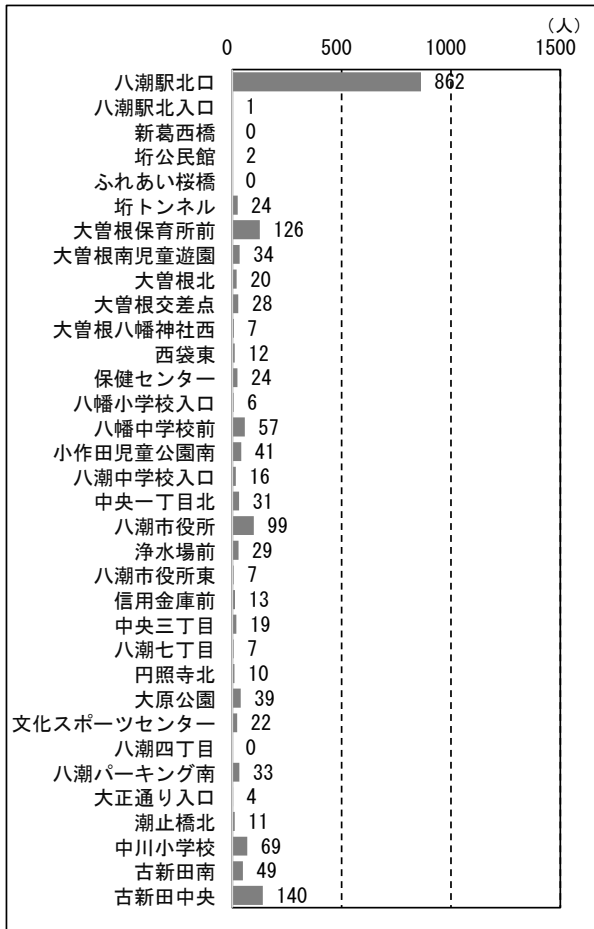 （人）
0 500 1000 1500
八潮駅北口 862
八潮駅北入口 1
新葛西橋 0
垳公民館 2
ふれあい桜橋 0
垳トンネル 24
大曽根保育所前 126
大曽根南児童遊園 34
大曽根北 20
大曽根交差点 28
大曽根八幡神社西 7
西袋東 12
保健センター 24
八幡小学校入口 6
八幡中学校前 57
小作田児童公園南 41
八潮中学校入口 16
中央一丁目北 31
八潮市役所 99
浄水場前 29
八潮市役所東 7
信用金庫前 13
中央三丁目 19
八潮七丁目 7
円照寺北 10
大原公園 39
文化スポーツセンター 22
八潮四丁目 0
八潮パーキング南 33
大正通り入口 4
潮止橋北 11
中川小学校 69
古新田南 49
古新田中央 140